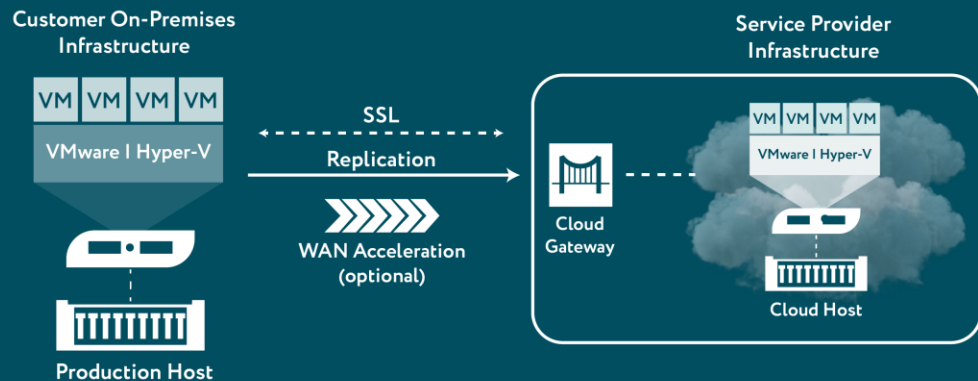 Customer On-Premises
Infrastructure
VM VM VM VM
VMware | Hyper-V
Production Host
SSL
Replication
WAN Acceleration
(optional)
Service Provider
Infrastructure
Cloud
Gateway
VM VM VM VM
VMware | Hyper-V
Cloud Host